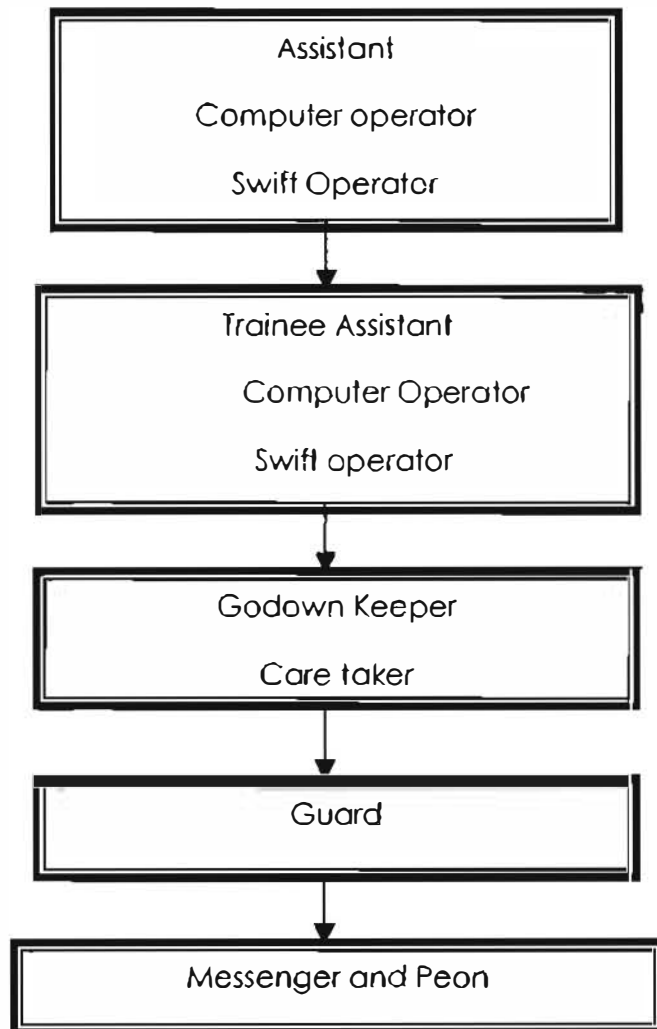 Assistant
Computer operator
Swift Operator
Trainee Assistant
Computer Operator
Swift operator
Godown Keeper
Care taker
Guard
Messenger and Peon